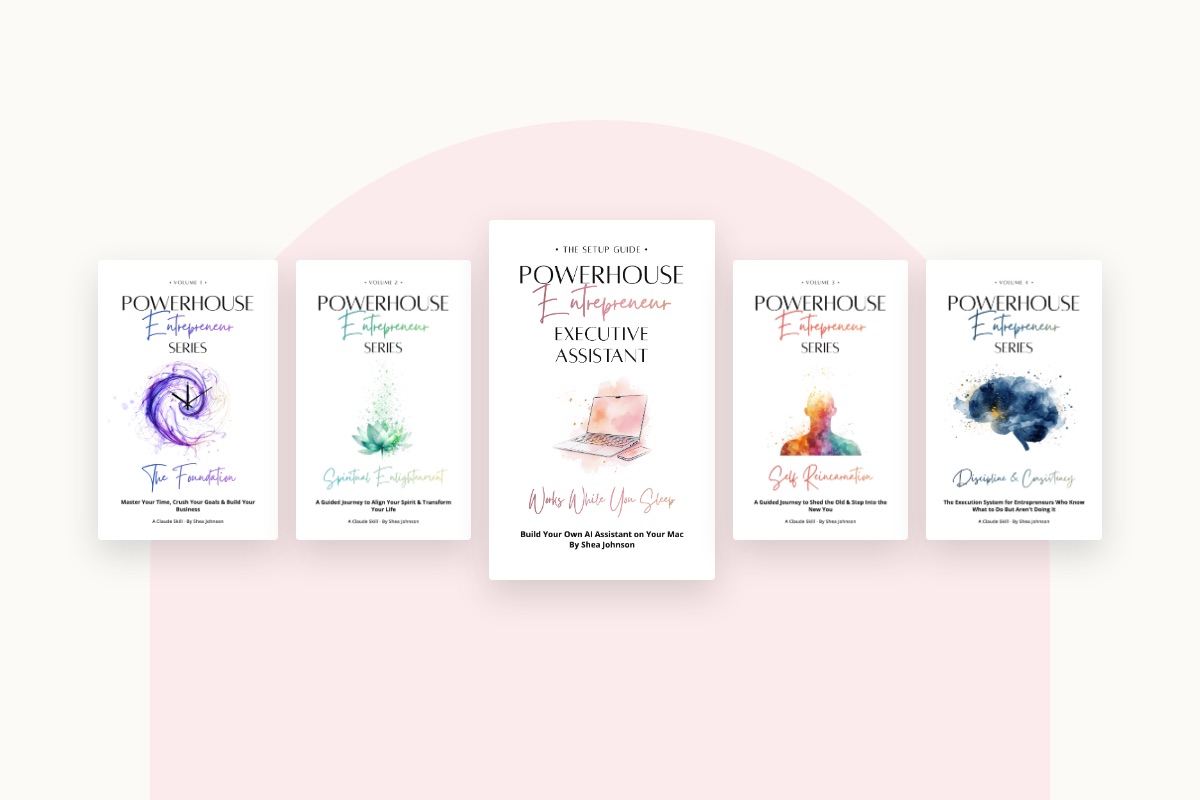 • VOLUME 1 •
POWERHOUSE
Entrepreneur
SERIES
The Foundation
Master Your Time, Crush Your Goals & Build Your
Business
A Claude Skill · By Shea Johnson
• VOLUME 2 •
POWERHOUSE
Entrepreneur
SERIES
Spiritual Enlightenment
A Guided Journey to Align Your Spirit & Transform
Your Life
A Claude Skill · By Shea Johnson
• THE SETUP GUIDE •
POWERHOUSE
Entrepreneur
EXECUTIVE
ASSISTANT
Works While You Sleep
Build Your Own AI Assistant on Your Mac
By Shea Johnson
• VOLUME 3 •
POWERHOUSE
Entrepreneur
SERIES
Self Reincarnation
A Guided Journey to Shed the Old & Step Into the
New You
A Claude Skill · By Shea Johnson
• VOLUME 4 •
POWERHOUSE
Entrepreneur
SERIES
Discipline & Consistency
The Execution System for Entrepreneurs Who Know
What to Do But Aren't Doing It
A Claude Skill · By Shea Johnson